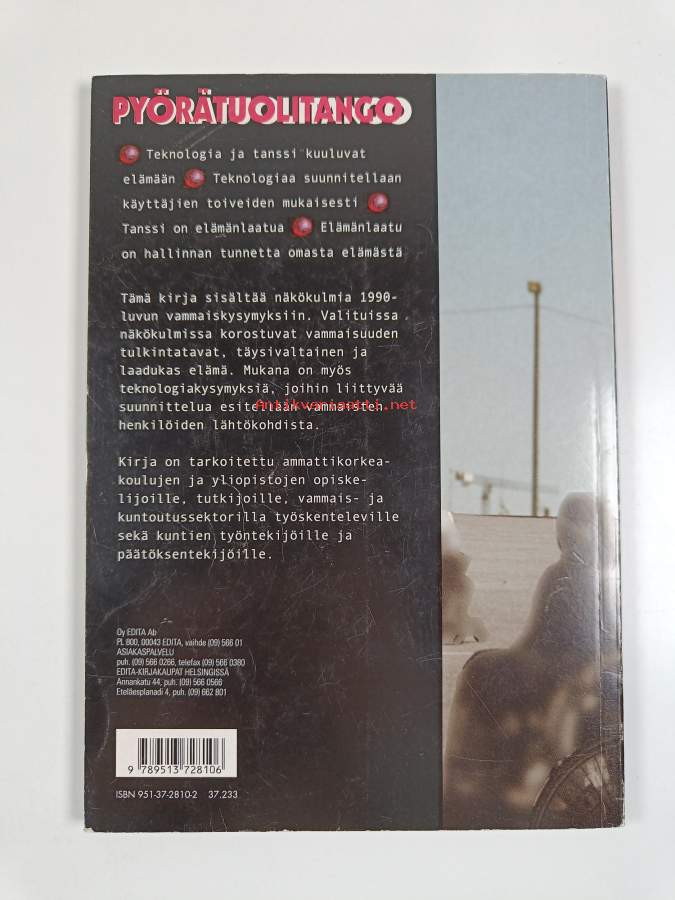 PYÖRÄTUOLITANGO
Teknologia ja tanssi kuuluvat
elämään Teknologiaa suunnitellaan
käyttäjien toiveiden mukaisesti
Tanssi on elämänlaatua Elämänlaatu
on hallinnan tunnetta omasta elämästä
Tämä kirja sisältää näkökulmia 1990-
luvun vammaiskysymyksiin. Valituissa
näkökulmissa korostuvat vammaisuuden
tulkintatavat, täysivaltainen ja
laadukas elämä. Mukana on myös
teknologiakysymyksiä, joihin liittyvää
suunnittelua esitellään vammaisten
Antikvariaatti.net
henkilöiden lähtökohdista.
Kirja on tarkoitettu ammattikorkea-
koulujen ja yliopistojen opiske-
lijoille, tutkijoille, vammais- ja
kuntoutussektorilla työskenteleville
sekä kuntien työntekijöille ja
päätöksentekijöille.
Oy EDITA Ab
PL 800, 00043 EDITA, vaihde (09) 566 01
ASIAKASPALVELU
puh. (09) 566 0266, telefax (09) 566 0380
EDITA-KIRJAKAUPAT HELSINGISSÄ
Annankatu 44, puh. (09) 566 0566
Eteläesplanadi 4, puh. (09) 662 801
9 789513 728106
ISBN 951-37-2810-2 37.233